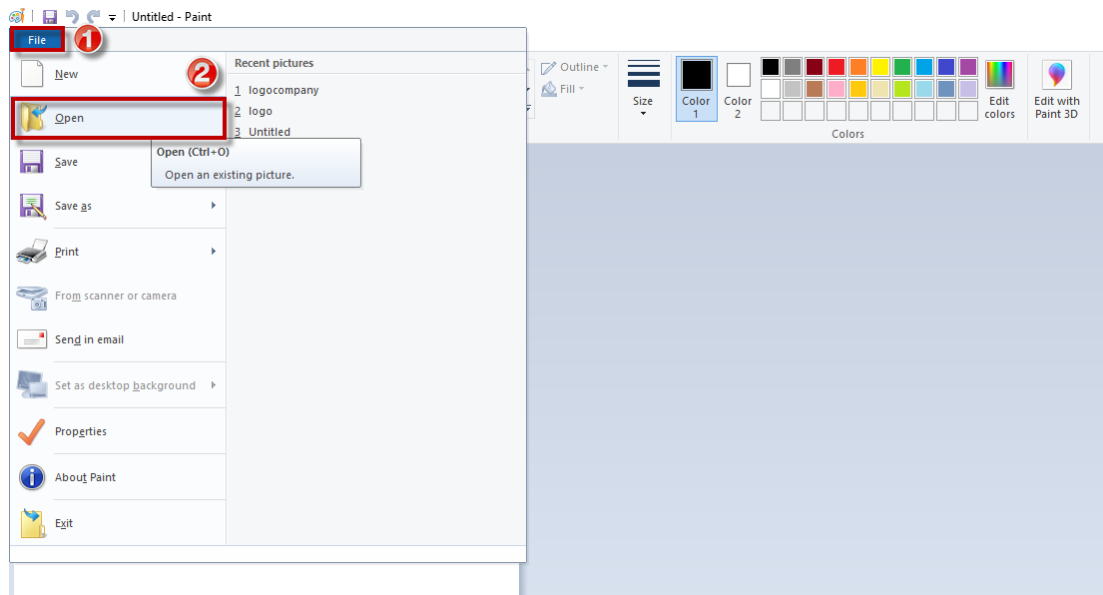 Untitled - Paint
File
1
New
2
Open
Save
Save as
Print
From scanner or camera
Send in email
Set as desktop background
Properties
About Paint
Exit
Recent pictures
1 logocompany
2 logo
3 Untitled
Open (Ctrl+O)
Open an existing picture.
Outline
Fill
Size
Color
1
Color
2
Edit
colors
Edit with
Paint 3D
Colors